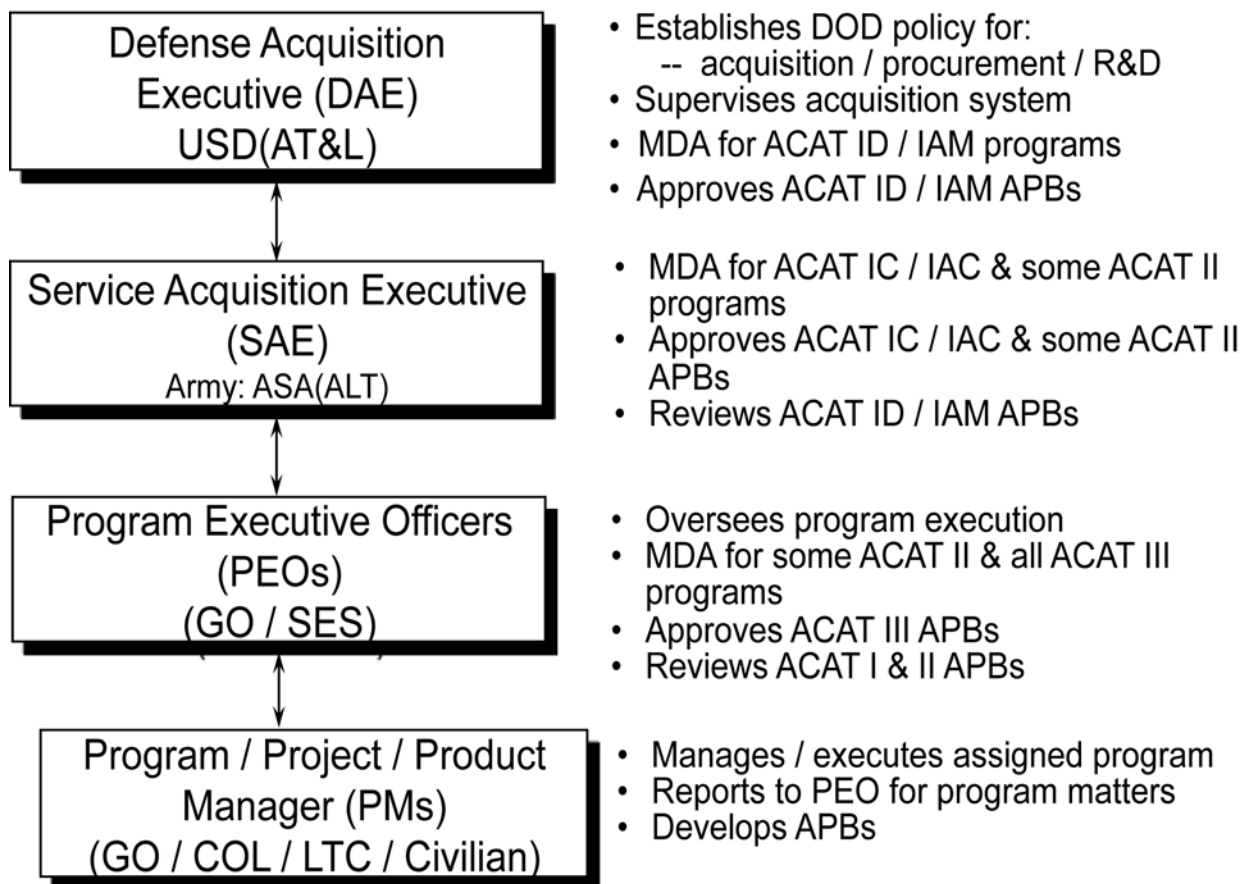 Defense Acquisition
Executive (DAE)
USD(AT&L)
• Establishes DOD policy for:
-- acquisition / procurement / R&D
• Supervises acquisition system
• MDA for ACAT ID / IAM programs
• Approves ACAT ID / IAM APBs
Service Acquisition Executive
(SAE)
Army: ASA(ALT)
• MDA for ACAT IC / IAC & some ACAT II
programs
• Approves ACAT IC / IAC & some ACAT II
APBs
• Reviews ACAT ID / IAM APBs
Program Executive Officers
(PEOs)
(GO / SES)
• Oversees program execution
• MDA for some ACAT II & all ACAT III
programs
• Approves ACAT III APBs
• Reviews ACAT I & II APBs
Program / Project / Product
Manager (PMs)
(GO / COL / LTC / Civilian)
• Manages / executes assigned program
• Reports to PEO for program matters
• Develops APBs